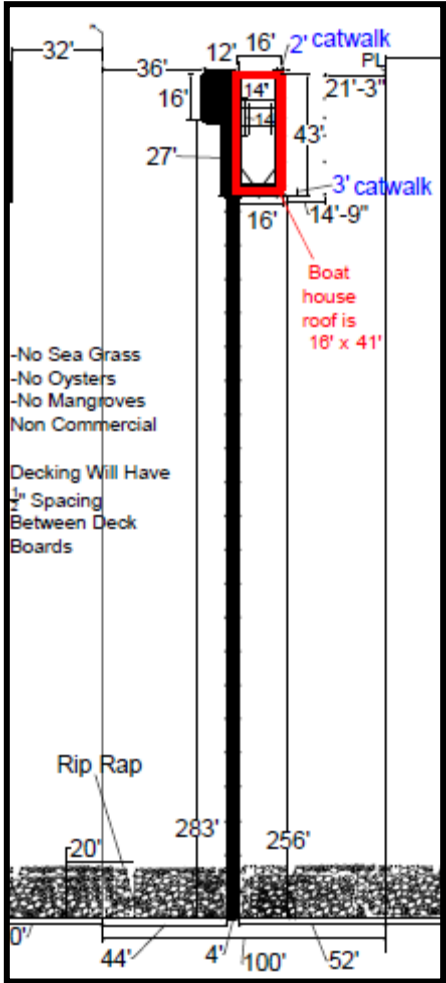 32'
36'
12'
16'
2' catwalk
PL
16'
14'
21'-3"
14
43'
27'
3' catwalk
16'
14'-9"
Boat
house
roof is
16' x 41'
-No Sea Grass
-No Oysters
-No Mangroves
Non Commercial
Decking Will Have
1/2" Spacing
Between Deck
Boards
Rip Rap
283'
256'
20'
0'
44'
4'
100'
52'